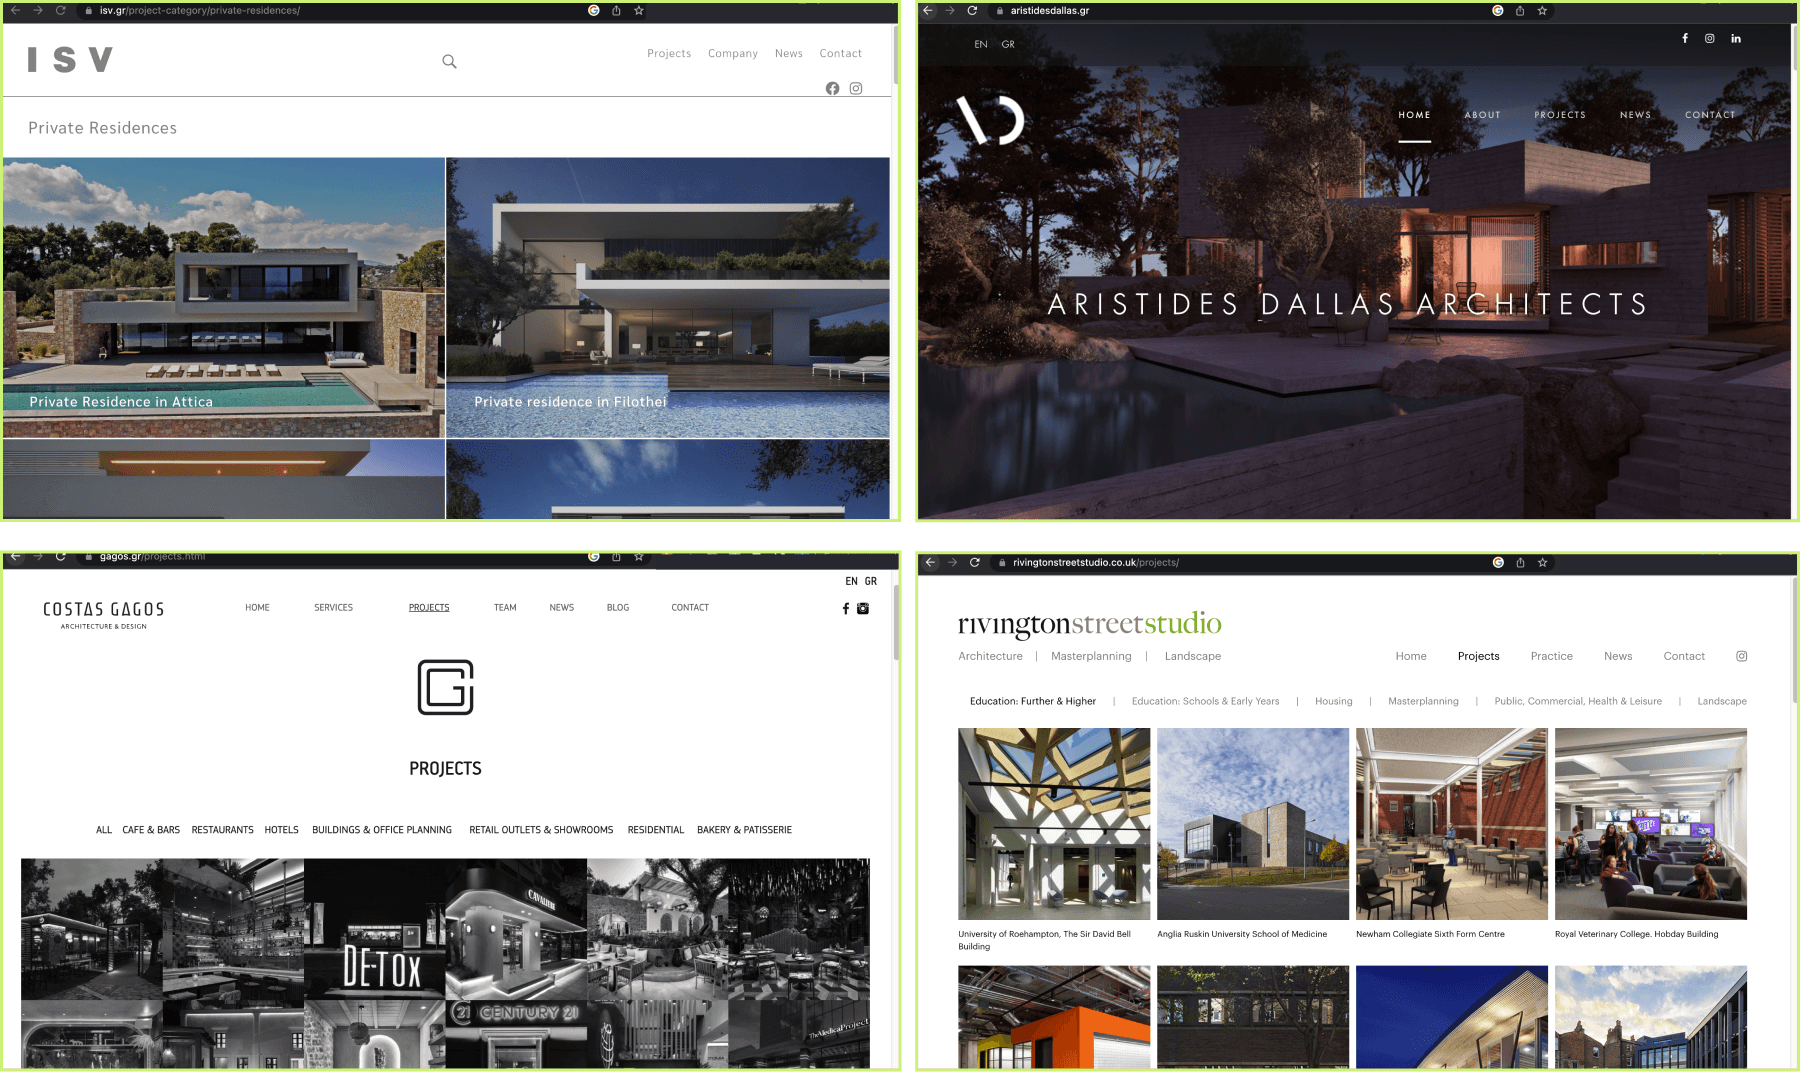 isv.gr/project-category/private-residences/
ISV
Projects Company News Contact
Private Residences
Private Residence in Attica
Private residence in Filothei
aristidesdallas.gr
EN GR
HOME ABOUT PROJECTS NEWS CONTACT
ARISTIDES DALLAS ARCHITECTS
gagos.gr/projects.html
EN GR
COSTAS GAGOS
ARCHITECTURE & DESIGN
HOME SERVICES PROJECTS TEAM NEWS BLOG CONTACT
PROJECTS
ALL CAFE & BARS RESTAURANTS HOTELS BUILDINGS & OFFICE PLANNING RETAIL OUTLETS & SHOWROOMS RESIDENTIAL BAKERY & PATISSERIE
CAVALIERE
DE-TOX
21 CENTURY 21
TheMedicalProject
rivingtonstreetstudio.co.uk/projects/
rivingtonstreetstudio
Architecture | Masterplanning | Landscape
Home Projects Practice News Contact
Education: Further & Higher | Education: Schools & Early Years | Housing | Masterplanning | Public, Commercial, Health & Leisure | Landscape
University of Roehampton, The Sir David Bell
Building
Anglia Ruskin University School of Medicine
Newham Collegiate Sixth Form Centre
Royal Veterinary College. Hobday Building